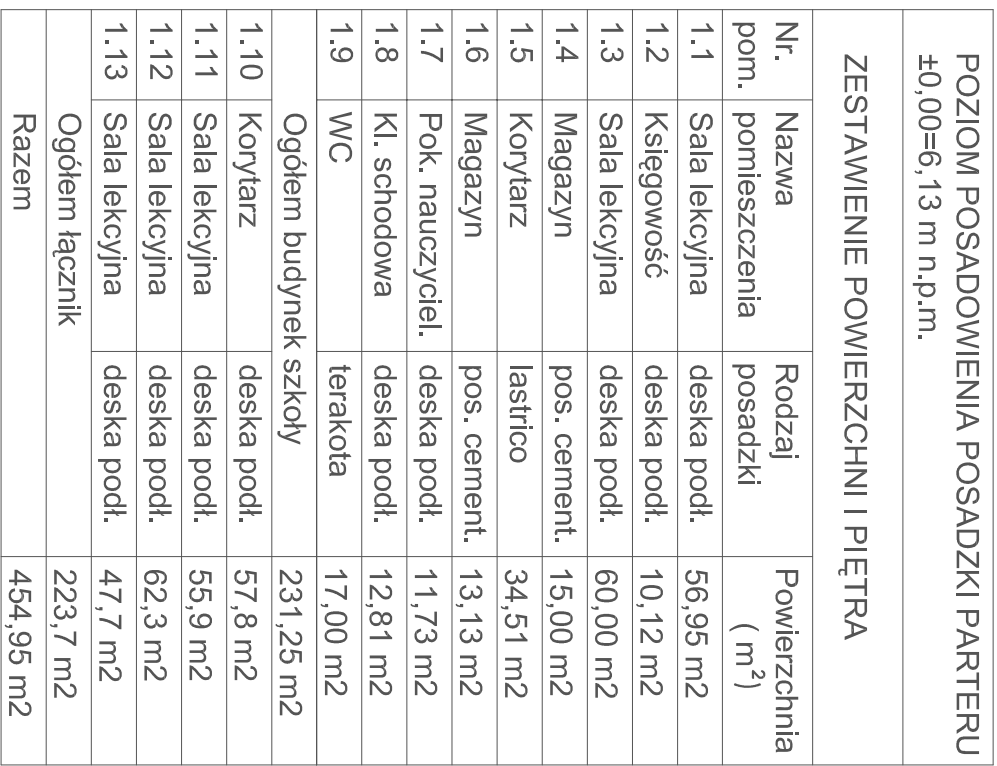 POZIOM POSADOWIENIA POSADZKI PARTERU
±0,00=6,13 m n.p.m.
ZESTAWIENIE POWIERZCHNI I PIĘTRA
Nr. pom. Nazwa pomieszczenia Rodzaj posadzki Powierzchnia ( m²)
1.1 Sala lekcyjna deska podł. 56,95 m2
1.2 Księgowość deska podł. 10,12 m2
1.3 Sala lekcyjna deska podł. 60,00 m2
1.4 Magazyn pos. cement. 15,00 m2
1.5 Korytarz lastrico 34,51 m2
1.6 Magazyn pos. cement. 13,13 m2
1.7 Pok. nauczyciel. deska podł. 11,73 m2
1.8 Kl. schodowa deska podł. 12,81 m2
1.9 WC terakota 17,00 m2
Ogółem budynek szkoły 231,25 m2
1.10 Korytarz deska podł. 57,8 m2
1.11 Sala lekcyjna deska podł. 55,9 m2
1.12 Sala lekcyjna deska podł. 62,3 m2
1.13 Sala lekcyjna deska podł. 47,7 m2
Ogółem łącznik 223,7 m2
Razem 454,95 m2